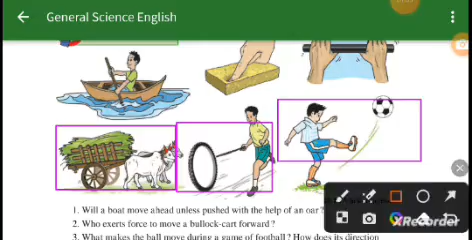 General Science English
1. Will a boat move ahead unless pushed with the help of an oar ?
2. Who exerts force to move a bullock-cart forward ?
3. What makes the ball move during a game of football ? How does its direction
XRecorder